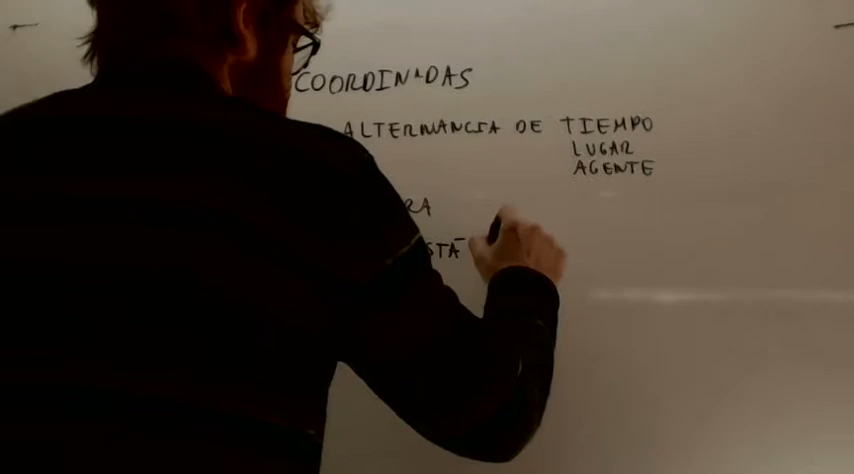 COORDINADAS
ALTERNANCIA DE TIEMPO
LUGAR
AGENTE